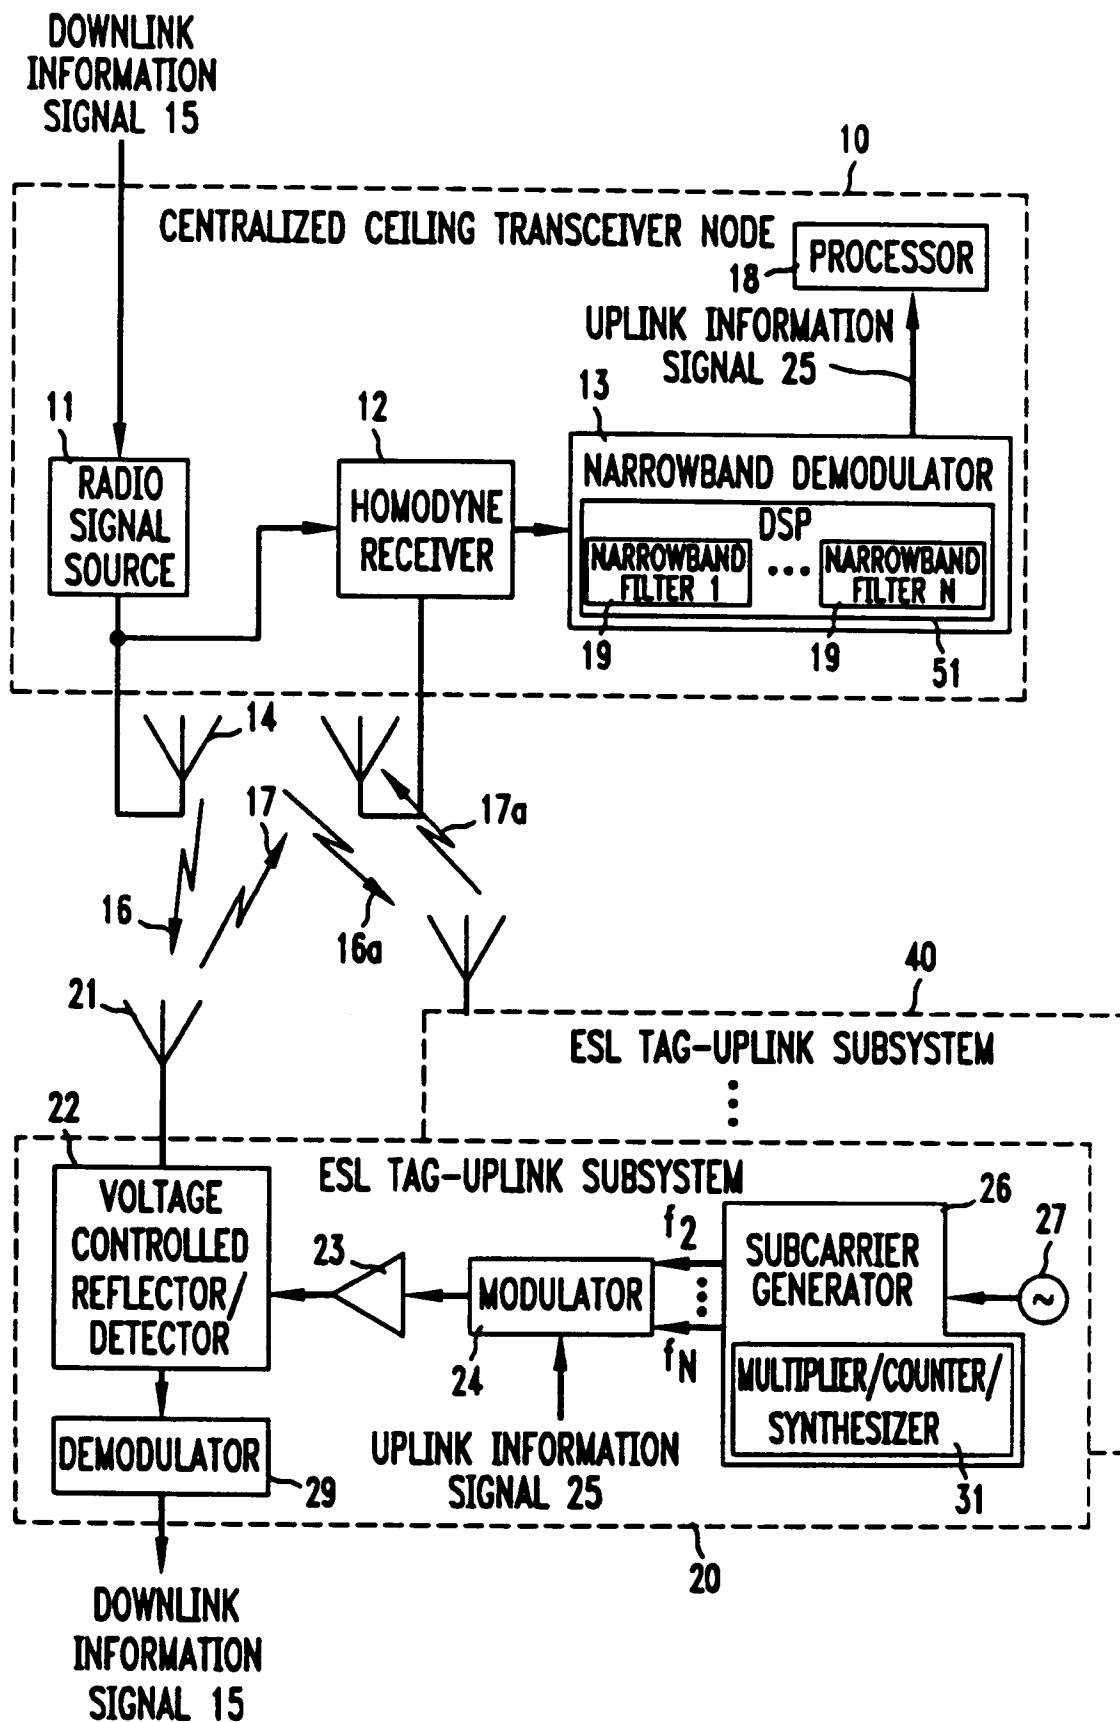 DOWNLINK
INFORMATION
SIGNAL 15
10
CENTRALIZED CEILING TRANSCEIVER NODE
PROCESSOR
18
UPLINK INFORMATION
SIGNAL 25
11
12
13
RADIO
SIGNAL
SOURCE
HOMODYNE
RECEIVER
NARROWBAND DEMODULATOR
DSP
NARROWBAND
FILTER 1
•••
NARROWBAND
FILTER N
19
19
51
14
17
17a
16
16a
21
40
ESL TAG-UPLINK SUBSYSTEM
22
ESL TAG-UPLINK SUBSYSTEM
VOLTAGE
CONTROLLED
REFLECTOR/
DETECTOR
23
MODULATOR
24
f2
fN
26
SUBCARRIER
GENERATOR
27
~
MULTIPLIER/COUNTER/
SYNTHESIZER
31
UPLINK INFORMATION
SIGNAL 25
DEMODULATOR
29
20
DOWNLINK
INFORMATION
SIGNAL 15